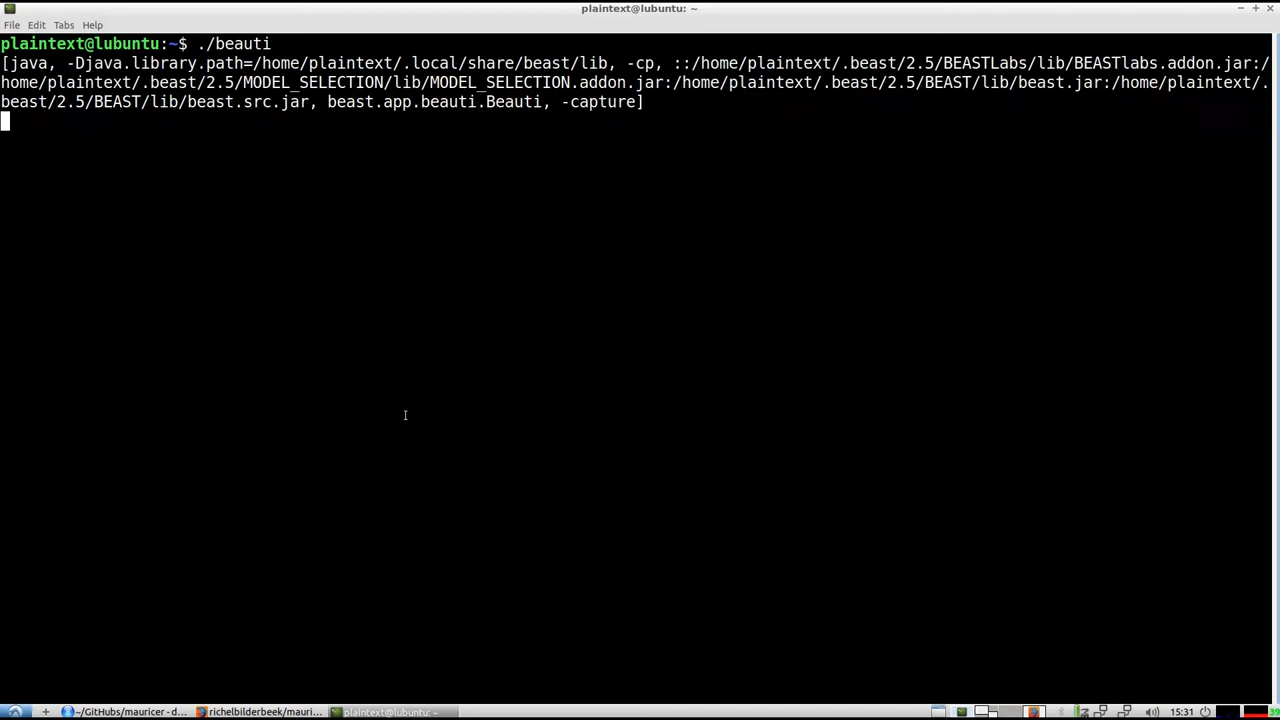 plaintext@lubuntu: ~
File Edit Tabs Help
plaintext@lubuntu:~$ ./beauti
[java, -Djava.library.path=/home/plaintext/.local/share/beast/lib, -cp, ::/home/plaintext/.beast/2.5/BEASTLabs/lib/BEASTlabs.addon.jar:/
home/plaintext/.beast/2.5/MODEL_SELECTION/lib/MODEL_SELECTION.addon.jar:/home/plaintext/.beast/2.5/BEAST/lib/beast.jar:/home/plaintext/.
beast/2.5/BEAST/lib/beast.src.jar, beast.app.beauti.Beauti, -capture]
~/GitHubs/mauricer - d... richelbilderbeek/mauri... plaintext@lubuntu: ~ 15:31 39